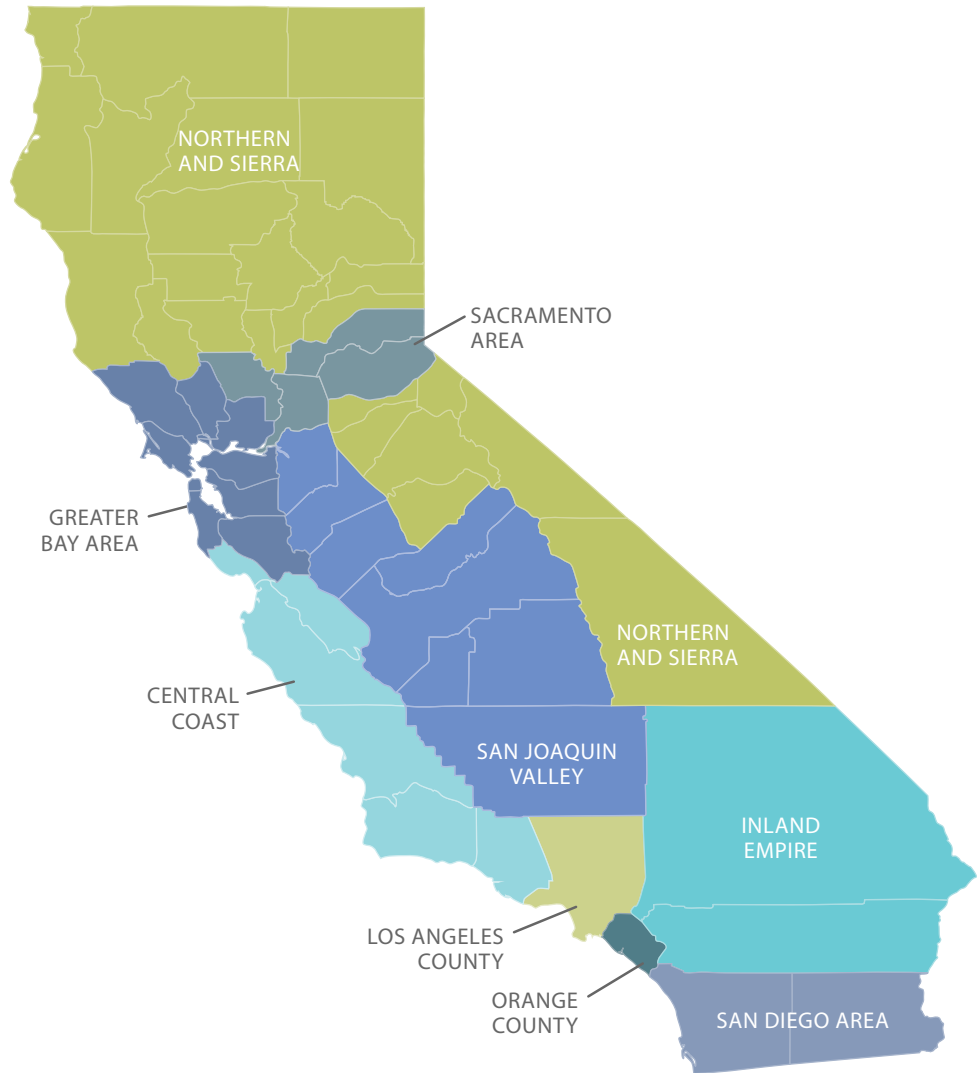 NORTHERN
AND SIERRA
SACRAMENTO
AREA
GREATER
BAY AREA
NORTHERN
AND SIERRA
CENTRAL
COAST
SAN JOAQUIN
VALLEY
INLAND
EMPIRE
LOS ANGELES
COUNTY
ORANGE
COUNTY
SAN DIEGO AREA